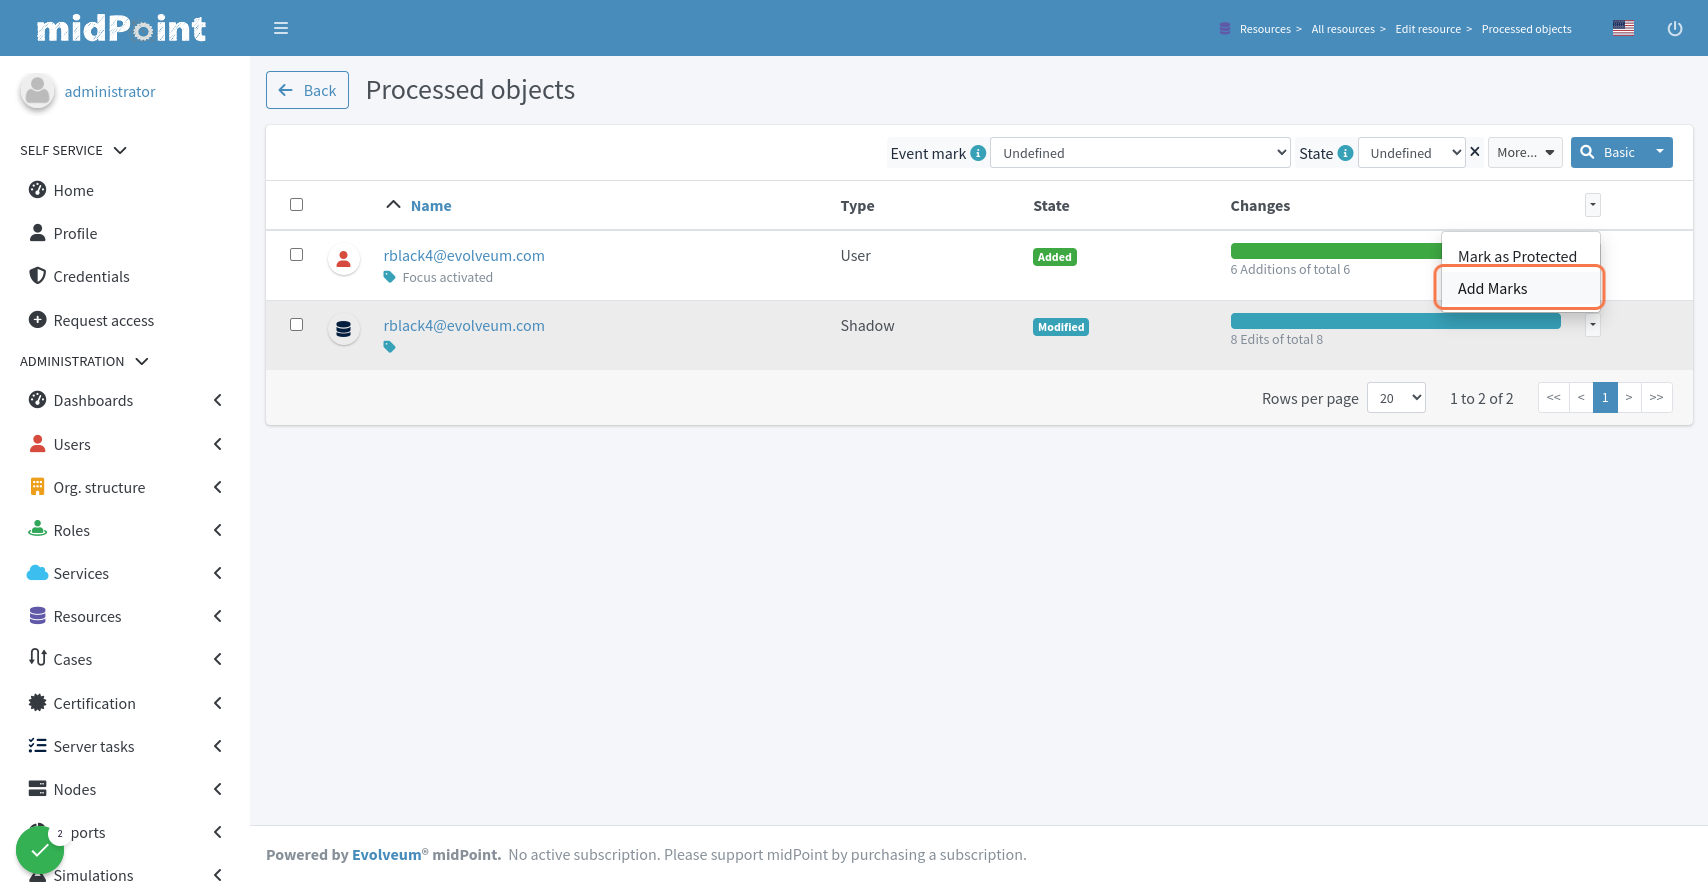 midPoint
Resources > All resources > Edit resource > Processed objects
administrator
Back
Processed objects
SELF SERVICE
Home
Profile
Credentials
Request access
ADMINISTRATION
Dashboards
Users
Org. structure
Roles
Services
Resources
Cases
Certification
Server tasks
Nodes
2 ports
Simulations
Event mark Undefined State Undefined × More... Basic
Name Type State Changes
rblack4@evolveum.com User Added
Focus activated 6 Additions of total 6
Mark as Protected
Add Marks
rblack4@evolveum.com Shadow Modified
8 Edits of total 8
Rows per page 20 1 to 2 of 2 << < 1 > >>
Powered by Evolveum® midPoint. No active subscription. Please support midPoint by purchasing a subscription.